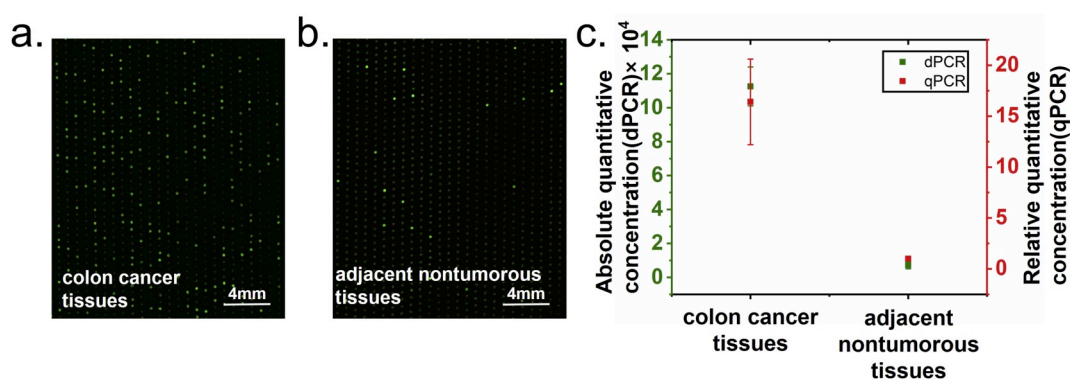 a.
colon cancer
tissues
4mm
b.
adjacent nontumorous
tissues
4mm
c.
Absolute quantitative
concentration(dPCR)× 10⁴
14
12
10
8
6
4
2
0
dPCR
qPCR
20
15
10
5
0
Relative quantitative
concentration(qPCR)
colon cancer
tissues
adjacent
nontumorous
tissues